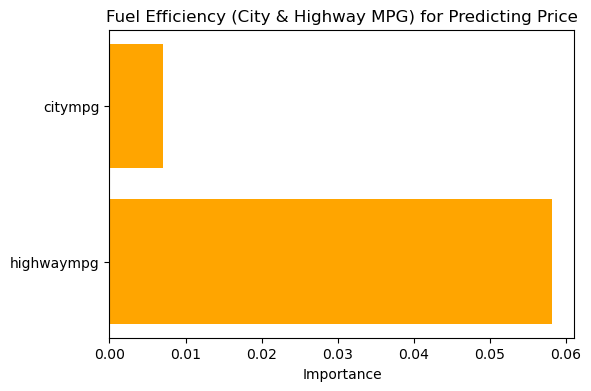 Fuel Efficiency (City & Highway MPG) for Predicting Price
citympg
highwaympg
0.00 0.01 0.02 0.03 0.04 0.05 0.06
Importance